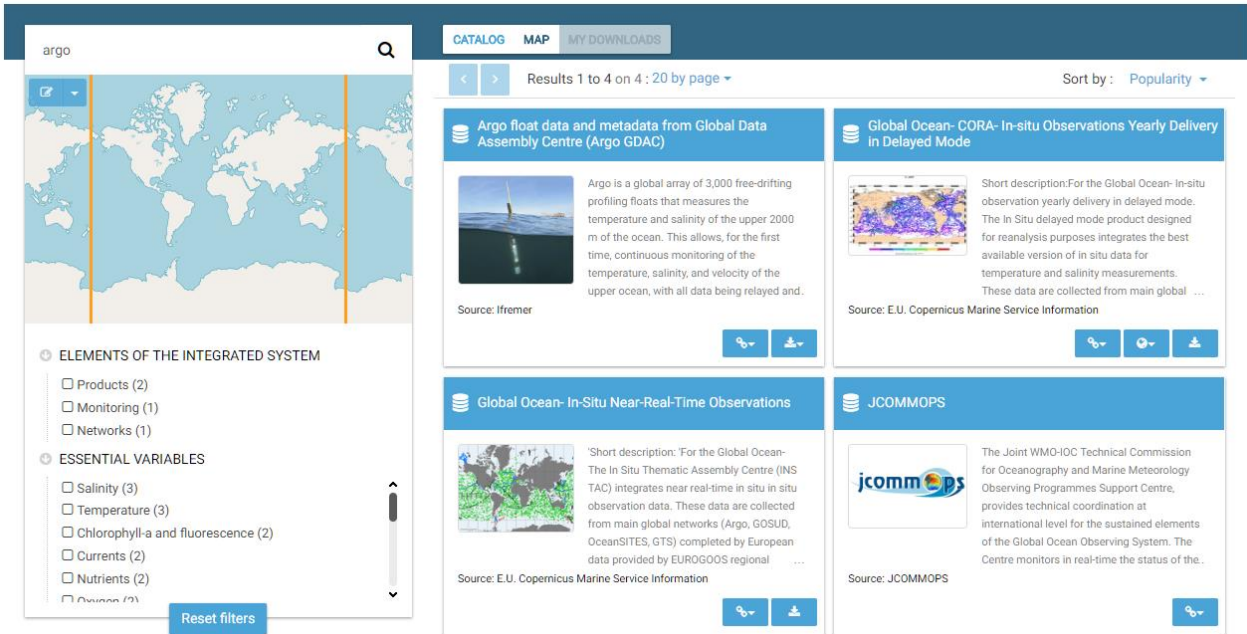 argo
CATALOG MAP MY DOWNLOADS
Results 1 to 4 on 4 : 20 by page
Sort by : Popularity
ELEMENTS OF THE INTEGRATED SYSTEM
Products (2)
Monitoring (1)
Networks (1)
ESSENTIAL VARIABLES
Salinity (3)
Temperature (3)
Chlorophyll-a and fluorescence (2)
Currents (2)
Nutrients (2)
Oxygen (2)
Reset filters
Argo float data and metadata from Global Data
Assembly Centre (Argo GDAC)
Argo is a global array of 3,000 free-drifting
profiling floats that measures the
temperature and salinity of the upper 2000
m of the ocean. This allows, for the first
time, continuous monitoring of the
temperature, salinity, and velocity of the
upper ocean, with all data being relayed and.
Source: Ifremer
Global Ocean- CORA- In-situ Observations Yearly Delivery
in Delayed Mode
Short description:For the Global Ocean- In-situ
observation yearly delivery in delayed mode.
The In Situ delayed mode product designed
for reanalysis purposes integrates the best
available version of in situ data for
temperature and salinity measurements.
These data are collected from main global ...
Source: E.U. Copernicus Marine Service Information
Global Ocean- In-Situ Near-Real-Time Observations
'Short description: 'For the Global Ocean-
The In Situ Thematic Assembly Centre (INS
TAC) integrates near real-time in situ in situ
observation data. These data are collected
from main global networks (Argo, GOSUD,
OceanSITES, GTS) completed by European
data provided by EUROGOOS regional ...
Source: E.U. Copernicus Marine Service Information
JCOMMOPS
jcommops
The Joint WMO-IOC Technical Commission
for Oceanography and Marine Meteorology
Observing Programmes Support Centre,
provides technical coordination at
international level for the sustained elements
of the Global Ocean Observing System. The
Centre monitors in real-time the status of the..
Source: JCOMMOPS